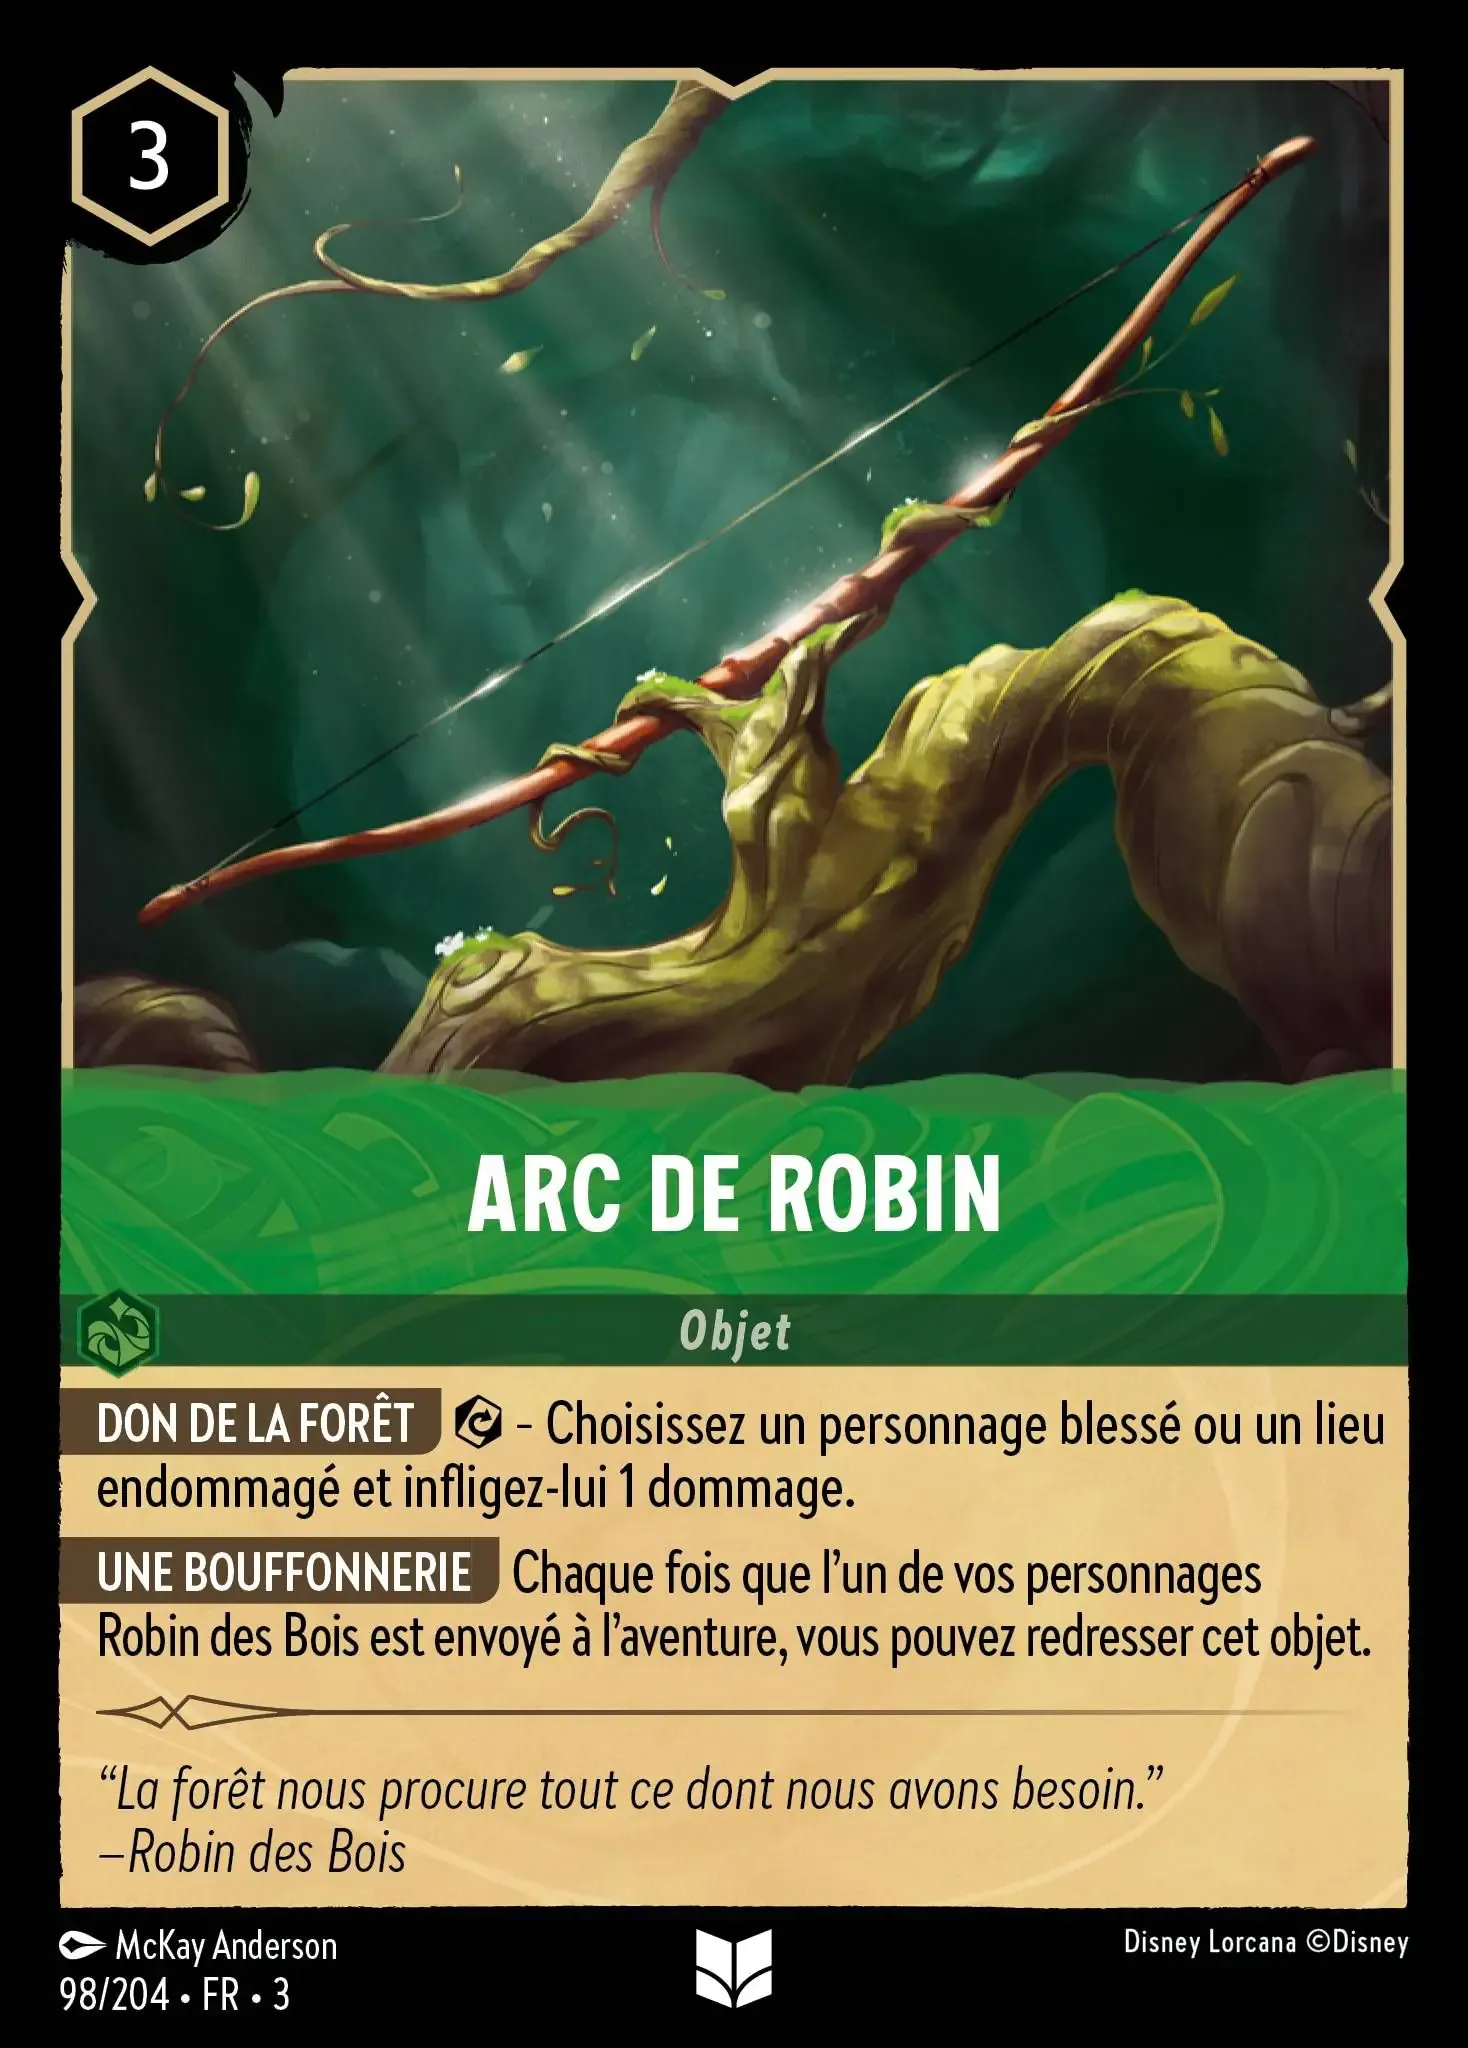 3
ARC DE ROBIN
Objet
DON DE LA FORÊT – Choisissez un personnage blessé ou un lieu
endommagé et infligez-lui 1 dommage.
UNE BOUFFONNERIE Chaque fois que l’un de vos personnages
Robin des Bois est envoyé à l’aventure, vous pouvez redresser cet objet.
“La forêt nous procure tout ce dont nous avons besoin.”
–Robin des Bois
McKay Anderson
Disney Lorcana ©Disney
98/204 • FR • 3